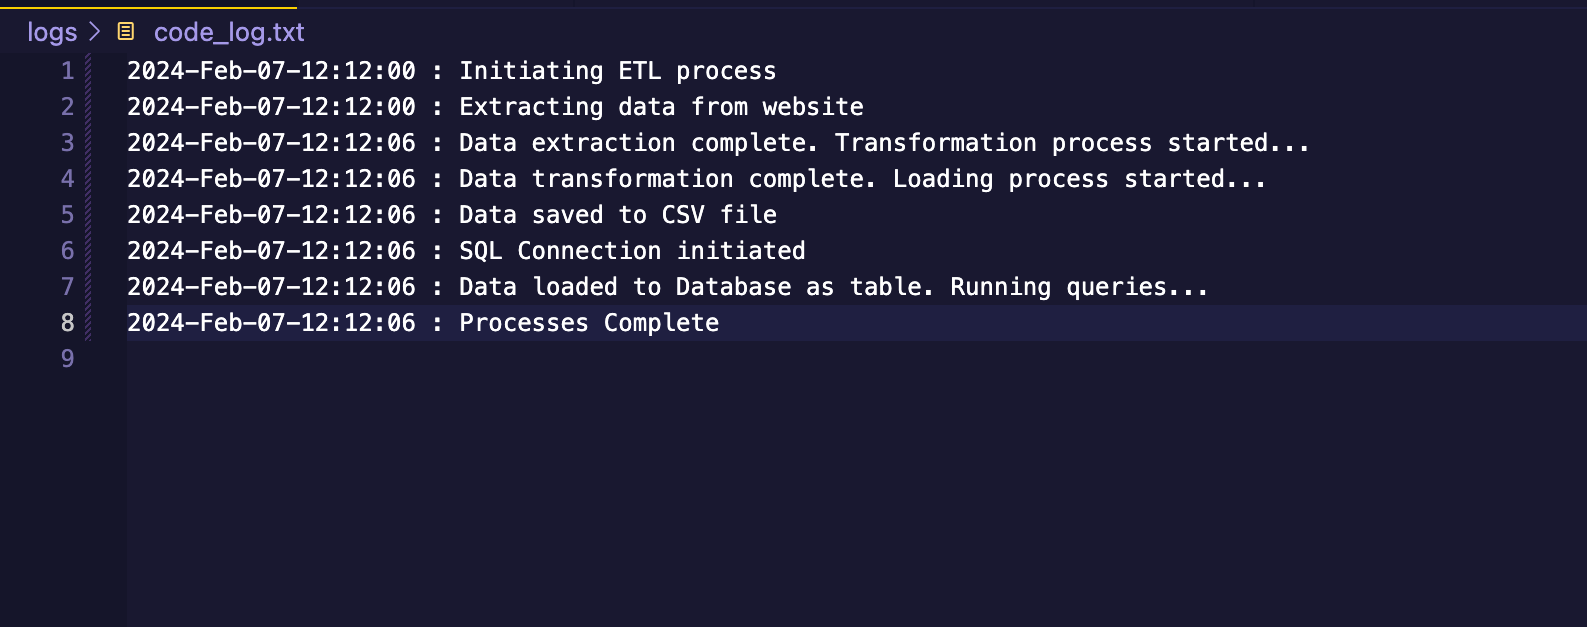 logs > code_log.txt
1 2024-Feb-07-12:12:00 : Initiating ETL process
2 2024-Feb-07-12:12:00 : Extracting data from website
3 2024-Feb-07-12:12:06 : Data extraction complete. Transformation process started...
4 2024-Feb-07-12:12:06 : Data transformation complete. Loading process started...
5 2024-Feb-07-12:12:06 : Data saved to CSV file
6 2024-Feb-07-12:12:06 : SQL Connection initiated
7 2024-Feb-07-12:12:06 : Data loaded to Database as table. Running queries...
8 2024-Feb-07-12:12:06 : Processes Complete
9